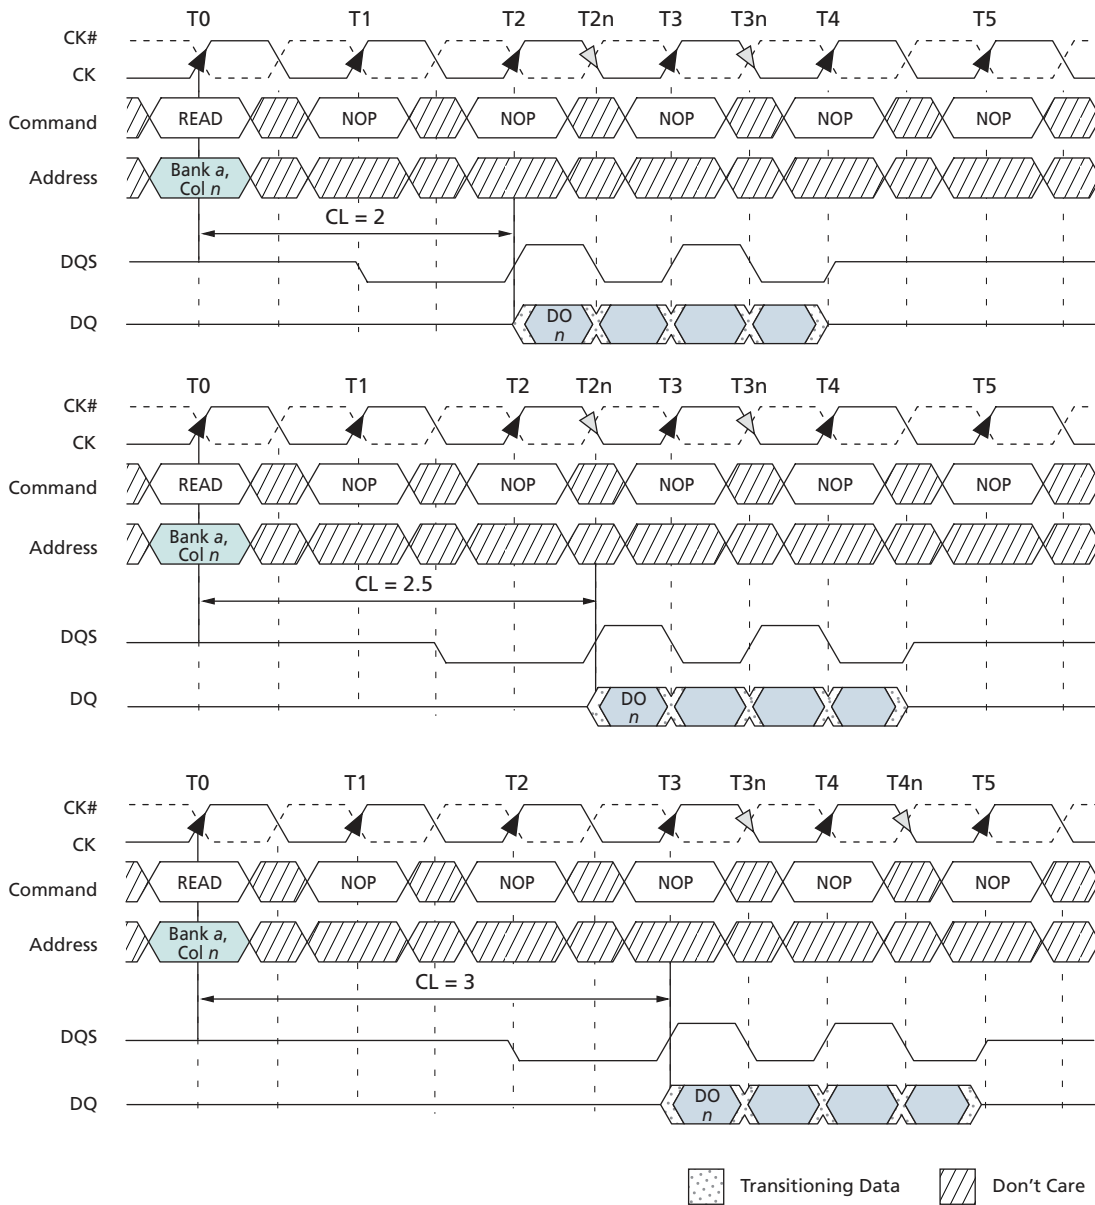 T0 T1 T2 T2n T3 T3n T4 T5
CK#
CK
Command READ NOP NOP NOP NOP NOP
Address Bank a,
Col n
CL = 2
DQS
DQ DO
n
T0 T1 T2 T2n T3 T3n T4 T5
CK#
CK
Command READ NOP NOP NOP NOP NOP
Address Bank a,
Col n
CL = 2.5
DQS
DQ DO
n
T0 T1 T2 T3 T3n T4 T4n T5
CK#
CK
Command READ NOP NOP NOP NOP NOP
Address Bank a,
Col n
CL = 3
DQS
DQ DO
n
Transitioning Data Don't Care